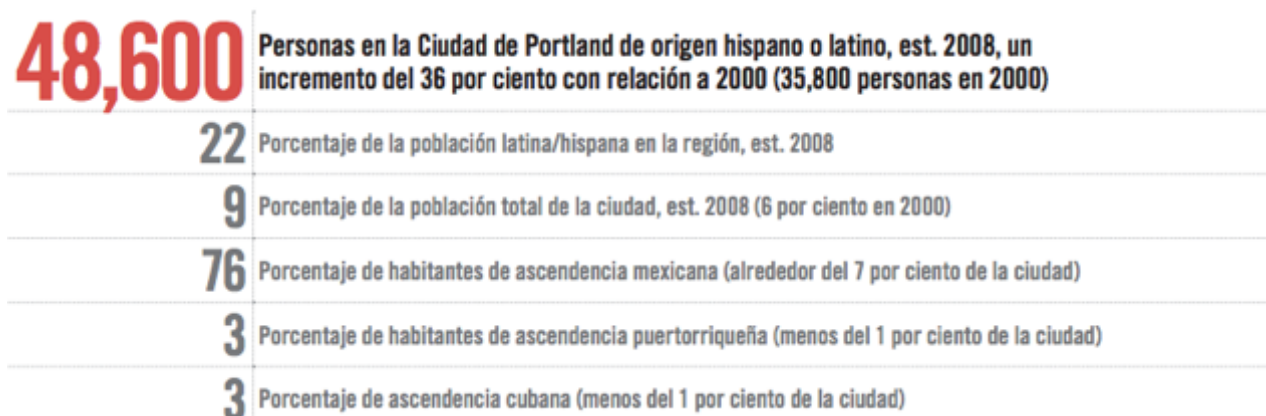 48,600 Personas en la Ciudad de Portland de origen hispano o latino, est. 2008, un
incremento del 36 por ciento con relación a 2000 (35,800 personas en 2000)
22 Porcentaje de la población latina/hispana en la región, est. 2008
9 Porcentaje de la población total de la ciudad, est. 2008 (6 por ciento en 2000)
76 Porcentaje de habitantes de ascendencia mexicana (alrededor del 7 por ciento de la ciudad)
3 Porcentaje de habitantes de ascendencia puertorriqueña (menos del 1 por ciento de la ciudad)
3 Porcentaje de ascendencia cubana (menos del 1 por ciento de la ciudad)